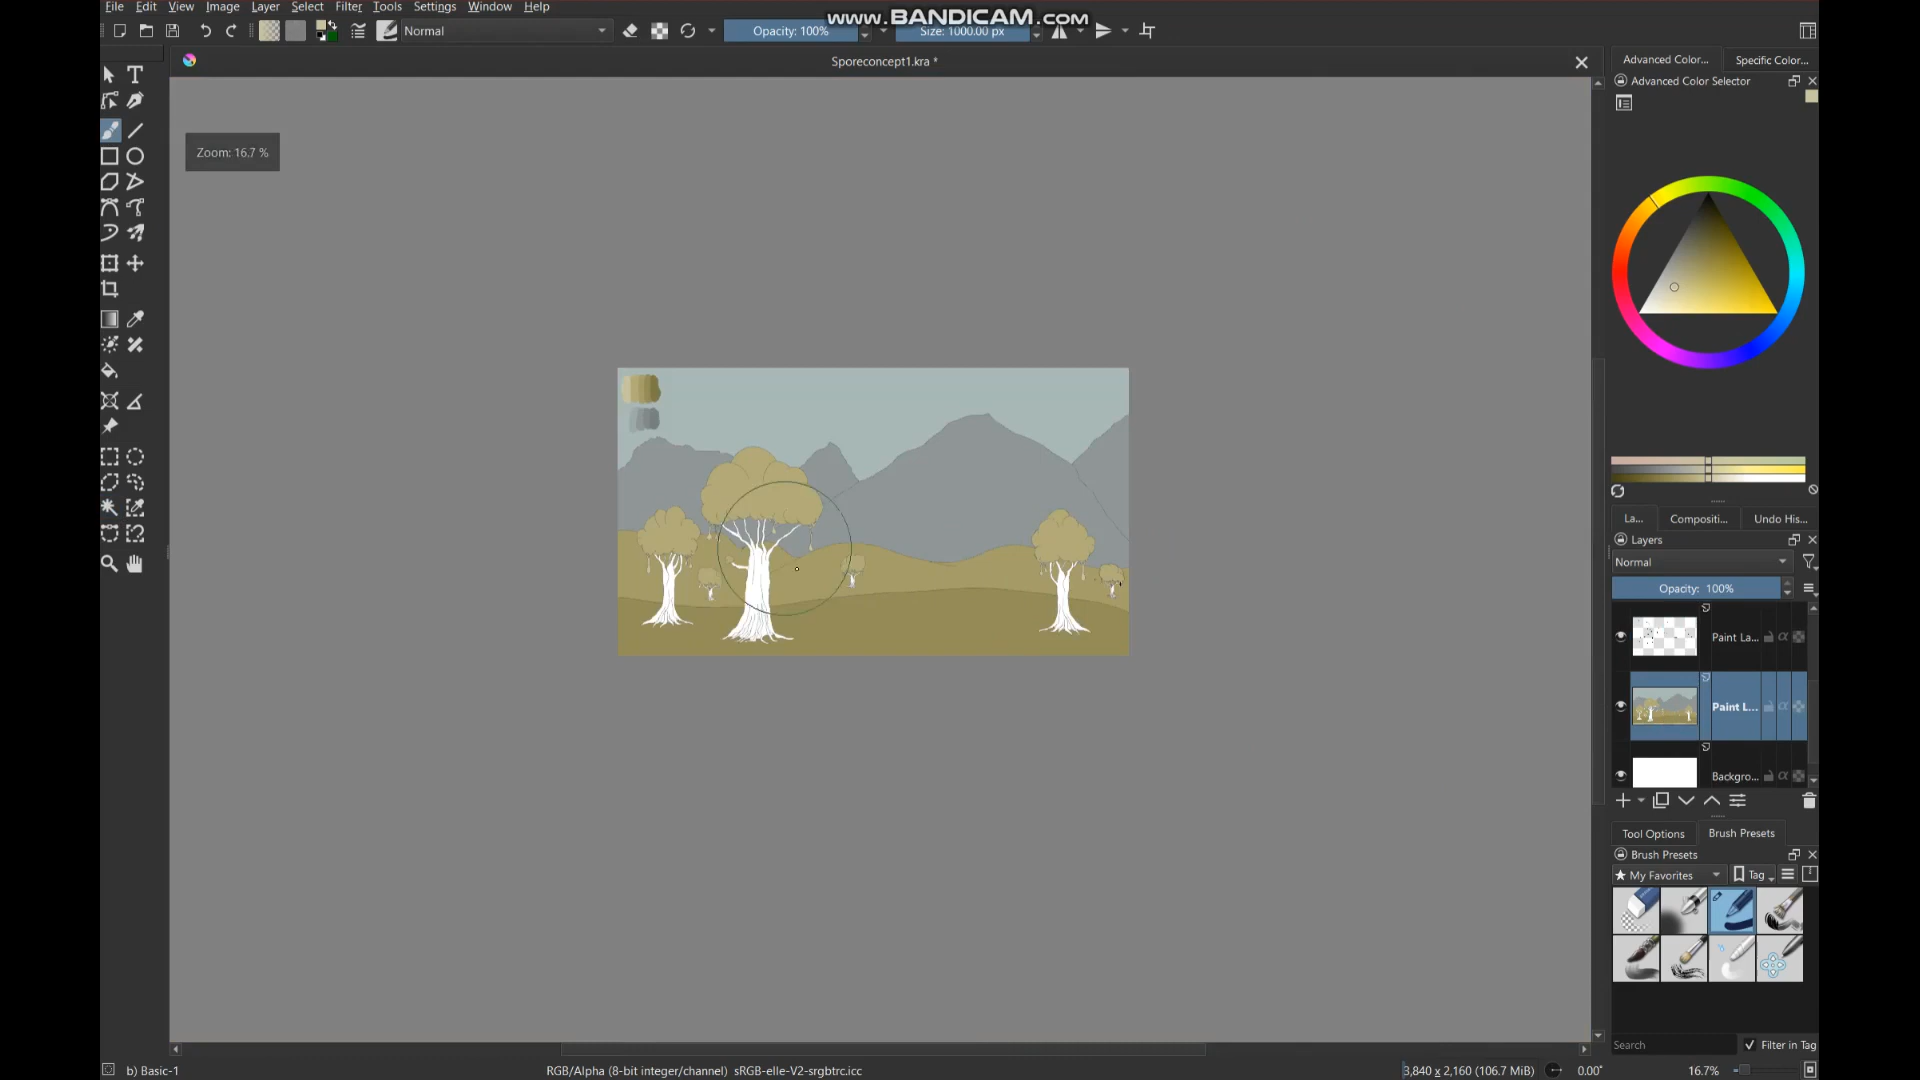 File Edit View Image Layer Select Filter Tools Settings Window Help
www.BANDICAM.com
Normal
Opacity: 100%
Size: 1000.00 px
Sporeconcept1.kra *
Zoom: 16.7 %
Advanced Color...
Specific Color...
Advanced Color Selector
La...
Compositi...
Undo His...
Layers
Normal
Opacity: 100%
Paint La...
Paint L...
Backgro...
Tool Options
Brush Presets
Brush Presets
My Favorites
Tag
Search
Filter in Tag
b) Basic-1
RGB/Alpha (8-bit integer/channel) sRGB-elle-V2-srgbtrc.icc
3,840 x 2,160 (106.7 MiB)
0.00°
16.7%